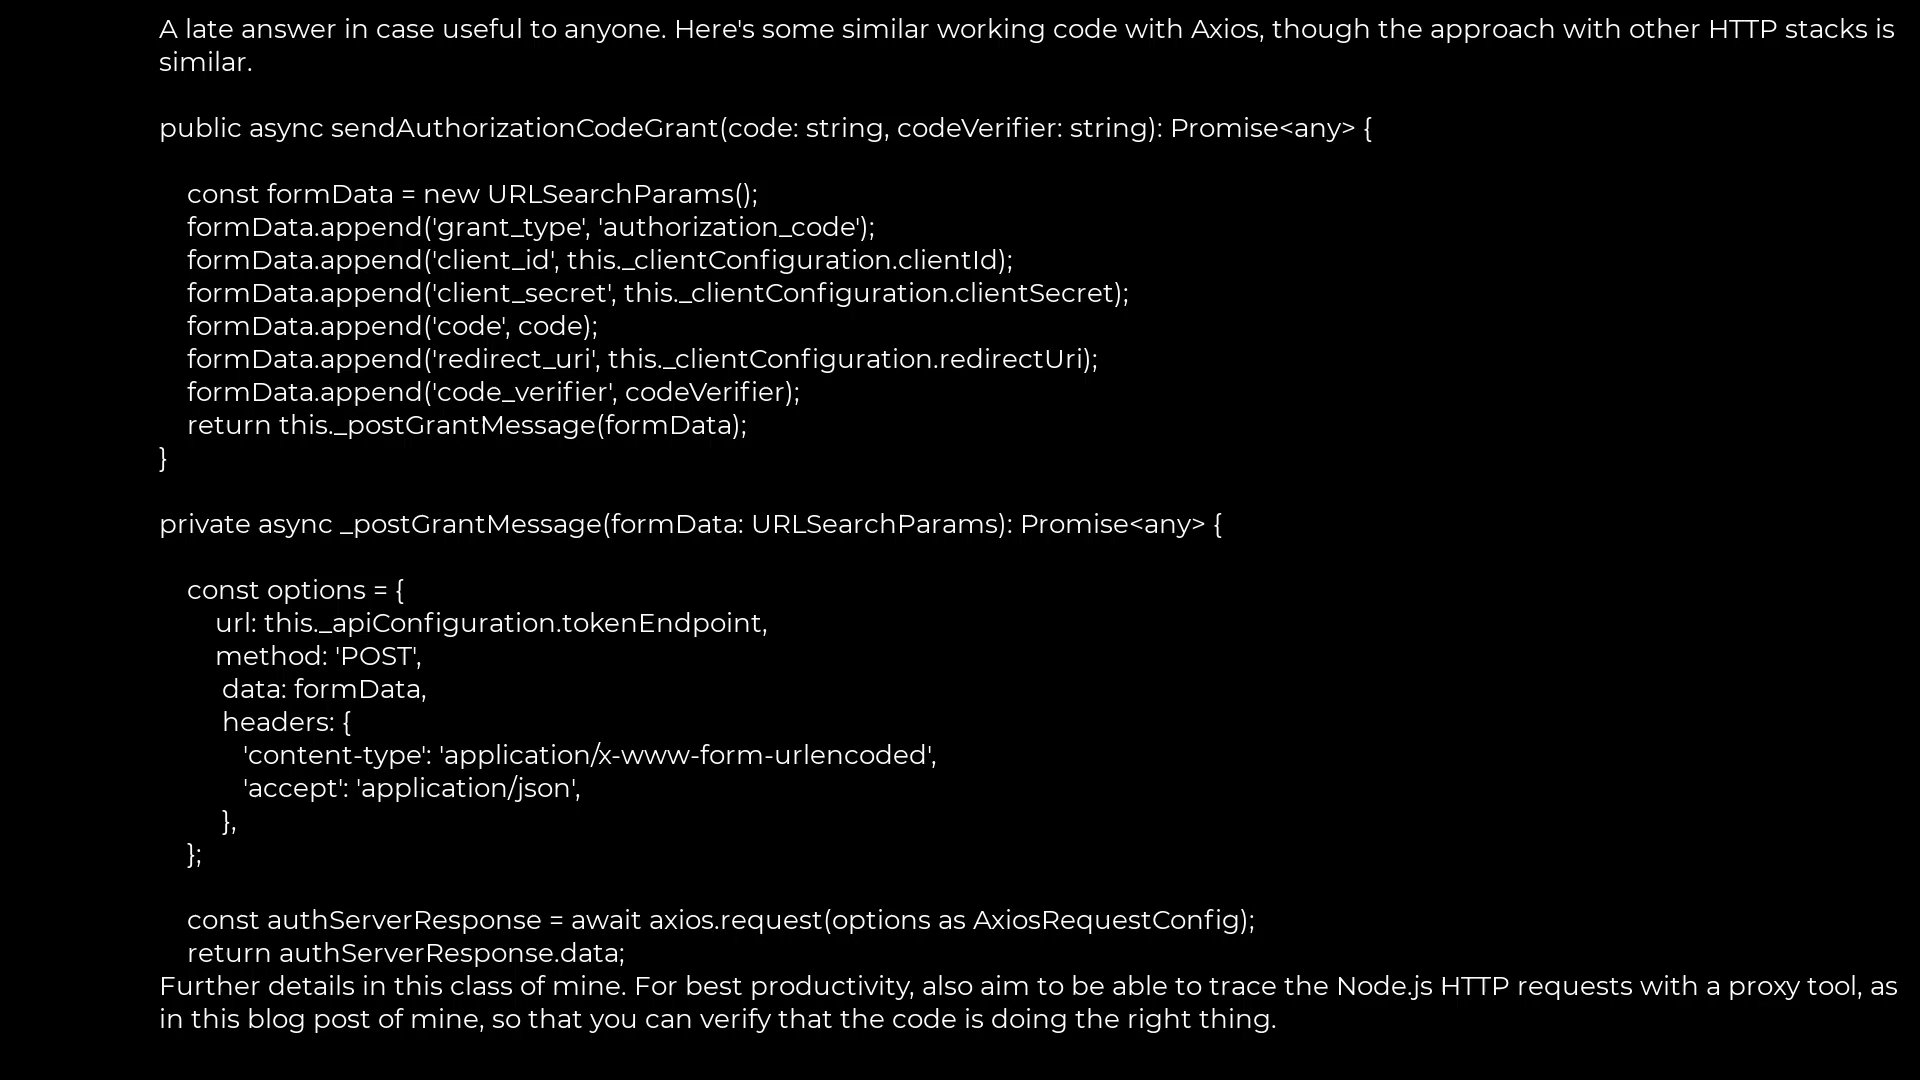 A late answer in case useful to anyone. Here's some similar working code with Axios, though the approach with other HTTP stacks is
similar.
public async sendAuthorizationCodeGrant(code: string, codeVerifier: string): Promise<any> {
const formData = new URLSearchParams();
formData.append('grant_type', 'authorization_code');
formData.append('client_id', this._clientConfiguration.clientId);
formData.append('client_secret', this._clientConfiguration.clientSecret);
formData.append('code', code);
formData.append('redirect_uri', this._clientConfiguration.redirectUri);
formData.append('code_verifier', codeVerifier);
return this._postGrantMessage(formData);
}
private async _postGrantMessage(formData: URLSearchParams): Promise<any> {
const options = {
url: this._apiConfiguration.tokenEndpoint,
method: 'POST',
data: formData,
headers: {
'content-type': 'application/x-www-form-urlencoded',
'accept': 'application/json',
},
};
const authServerResponse = await axios.request(options as AxiosRequestConfig);
return authServerResponse.data;
Further details in this class of mine. For best productivity, also aim to be able to trace the Node.js HTTP requests with a proxy tool, as
in this blog post of mine, so that you can verify that the code is doing the right thing.